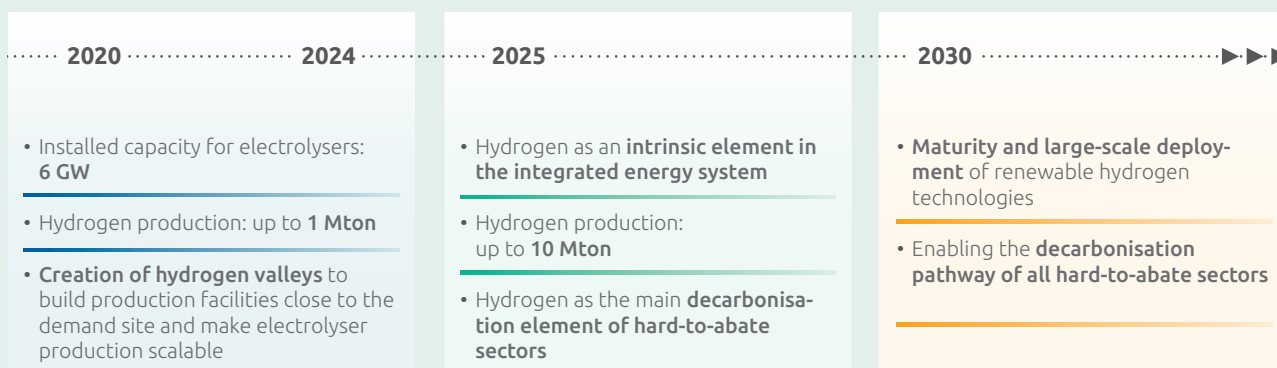 2020 2024 2025 2030
• Installed capacity for electrolysers:
6 GW
• Hydrogen production: up to 1 Mton
• Creation of hydrogen valleys to
build production facilities close to the
demand site and make electrolyser
production scalable
• Hydrogen as an intrinsic element in
the integrated energy system
• Hydrogen production:
up to 10 Mton
• Hydrogen as the main decarbonisa-
tion element of hard-to-abate
sectors
• Maturity and large-scale deploy-
ment of renewable hydrogen
technologies
• Enabling the decarbonisation
pathway of all hard-to-abate sectors